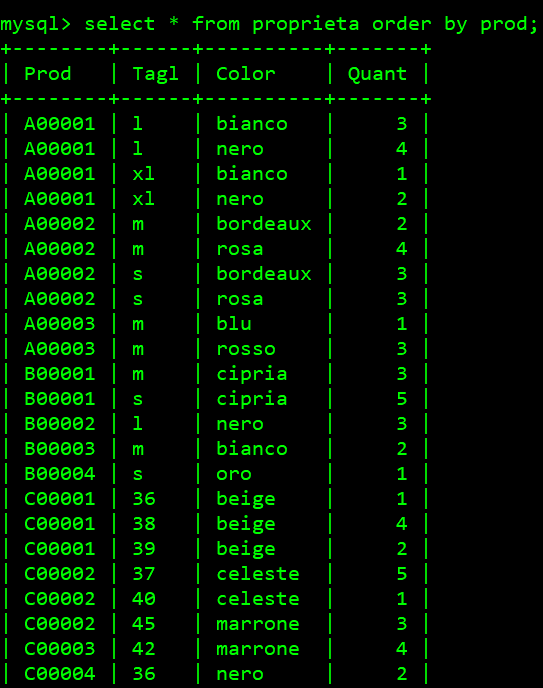 mysql> select * from proprieta order by prod;
+--------+------+----------+-------+
| Prod   | Tagl | Color    | Quant |
+--------+------+----------+-------+
| A00001 | l    | bianco   |     3 |
| A00001 | l    | nero     |     4 |
| A00001 | xl   | bianco   |     1 |
| A00001 | xl   | nero     |     2 |
| A00002 | m    | bordeaux |     2 |
| A00002 | m    | rosa     |     4 |
| A00002 | s    | bordeaux |     3 |
| A00002 | s    | rosa     |     3 |
| A00003 | m    | blu      |     1 |
| A00003 | m    | rosso    |     3 |
| B00001 | m    | cipria   |     3 |
| B00001 | s    | cipria   |     5 |
| B00002 | l    | nero     |     3 |
| B00003 | m    | bianco   |     2 |
| B00004 | s    | oro      |     1 |
| C00001 | 36   | beige    |     1 |
| C00001 | 38   | beige    |     4 |
| C00001 | 39   | beige    |     2 |
| C00002 | 37   | celeste  |     5 |
| C00002 | 40   | celeste  |     1 |
| C00002 | 45   | marrone  |     3 |
| C00003 | 42   | marrone  |     4 |
| C00004 | 36   | nero     |     2 |